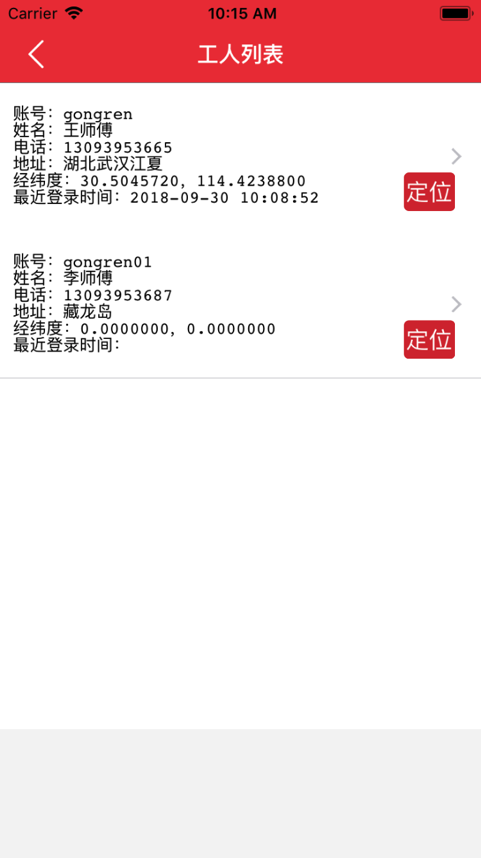 Carrier 10:15 AM
工人列表
账号：gongren
姓名：王师傅
电话：13093953665
地址：湖北武汉江夏
经纬度：30.5045720，114.4238800
最近登录时间：2018-09-30 10:08:52
定位
账号：gongren01
姓名：李师傅
电话：13093953687
地址：藏龙岛
经纬度：0.0000000，0.0000000
最近登录时间：
定位